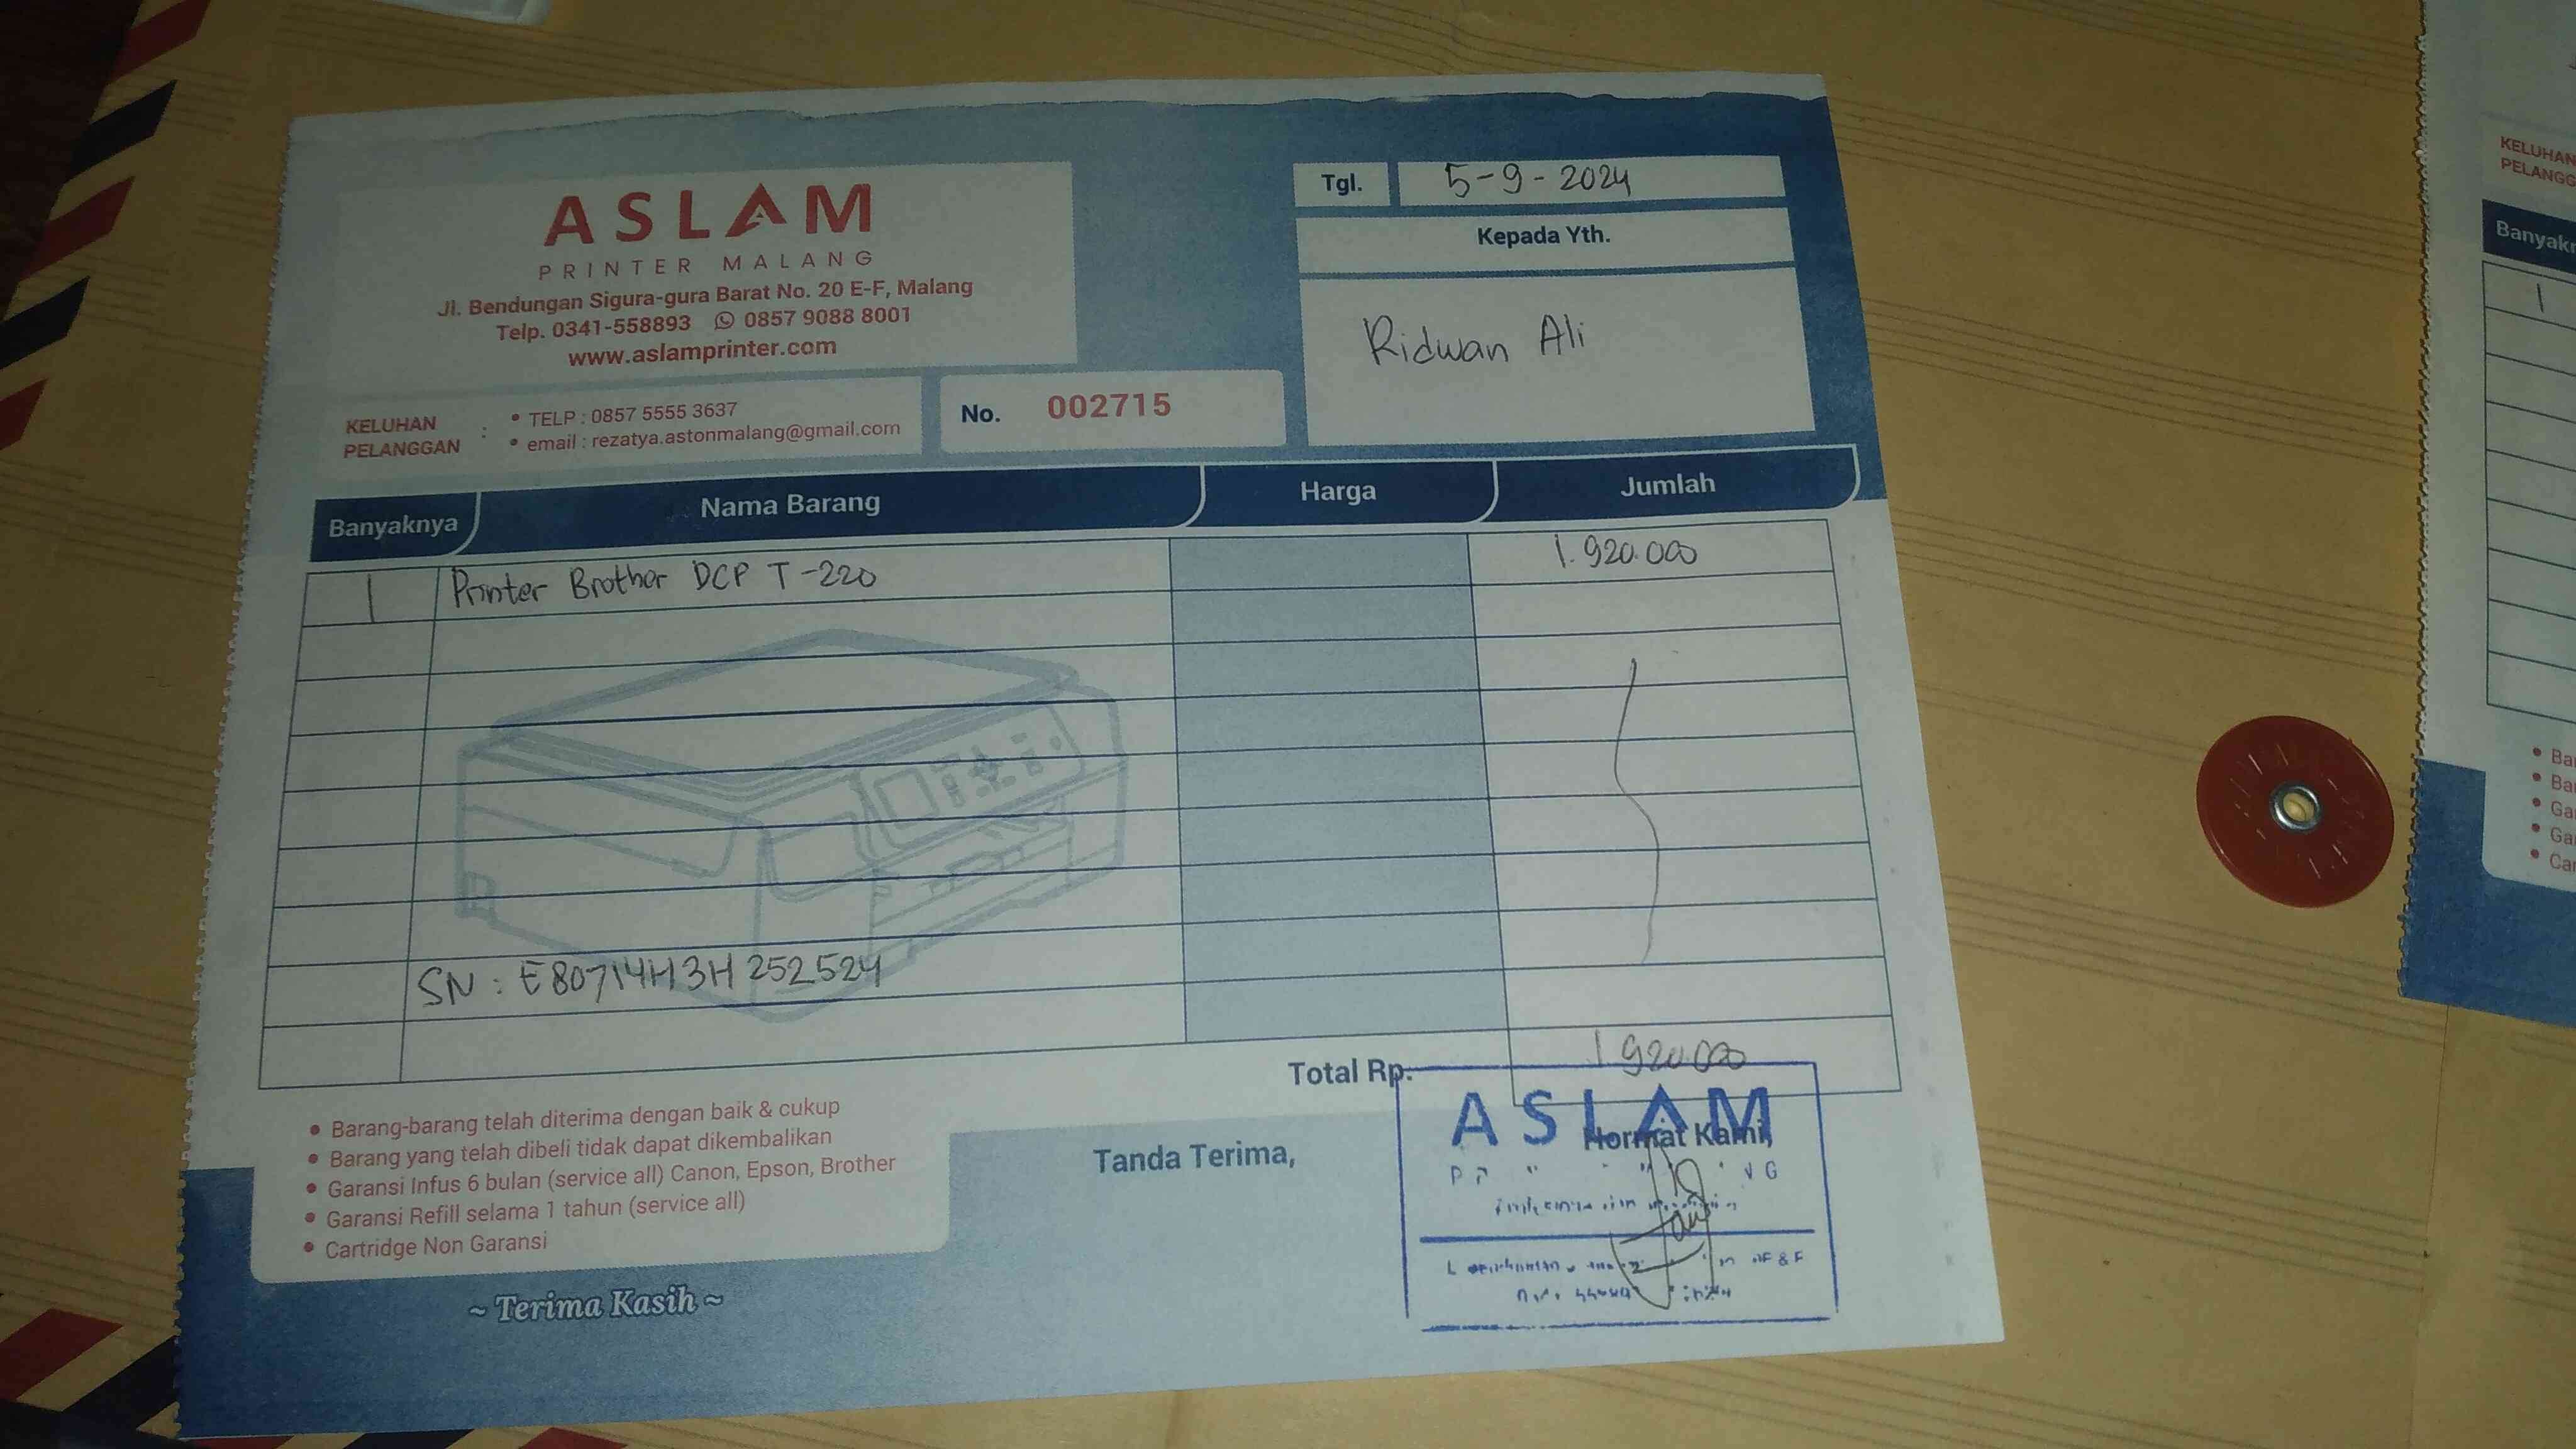 ASLAM
PRINTER MALANG
Jl. Bendungan Sigura-gura Barat No. 20 E-F, Malang
Telp. 0341-558893 0857 9088 8001
www.aslamprinter.com
KELUHAN PELANGGAN :
• TELP : 0857 5555 3637
• email : rezatya.astonmalang@gmail.com
No. 002715
Tgl. 5-9-2024
Kepada Yth.
Ridwan Ali
Banyaknya Nama Barang Harga Jumlah
1 Printer Brother DCP T-220 1.920.000
SN : E80714H3H252524
Total Rp. 1.920.000
• Barang-barang telah diterima dengan baik & cukup
• Barang yang telah dibeli tidak dapat dikembalikan
• Garansi Infus 6 bulan (service all) Canon, Epson, Brother
• Garansi Refill selama 1 tahun (service all)
• Cartridge Non Garansi
~ Terima Kasih ~
Tanda Terima,
Hormat Kami,
ASLAM
KELUHAN
1